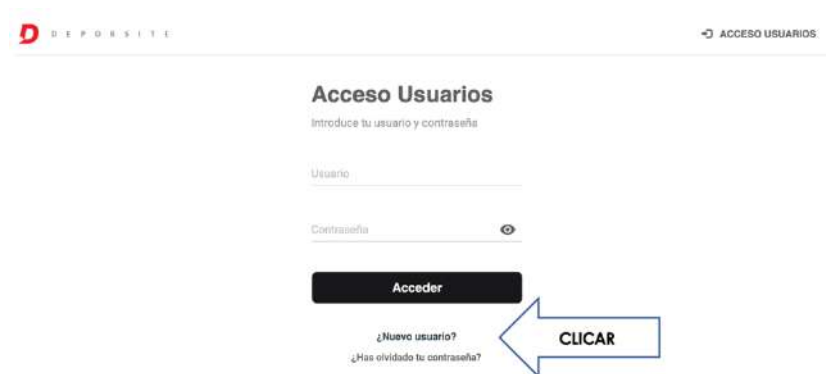 DEPORSITE
ACCESO USUARIOS
Acceso Usuarios
Introduce tu usuario y contraseña
Usuario
Contraseña
Acceder
¿Nuevo usuario?
CLICAR
¿Has olvidado tu contraseña?